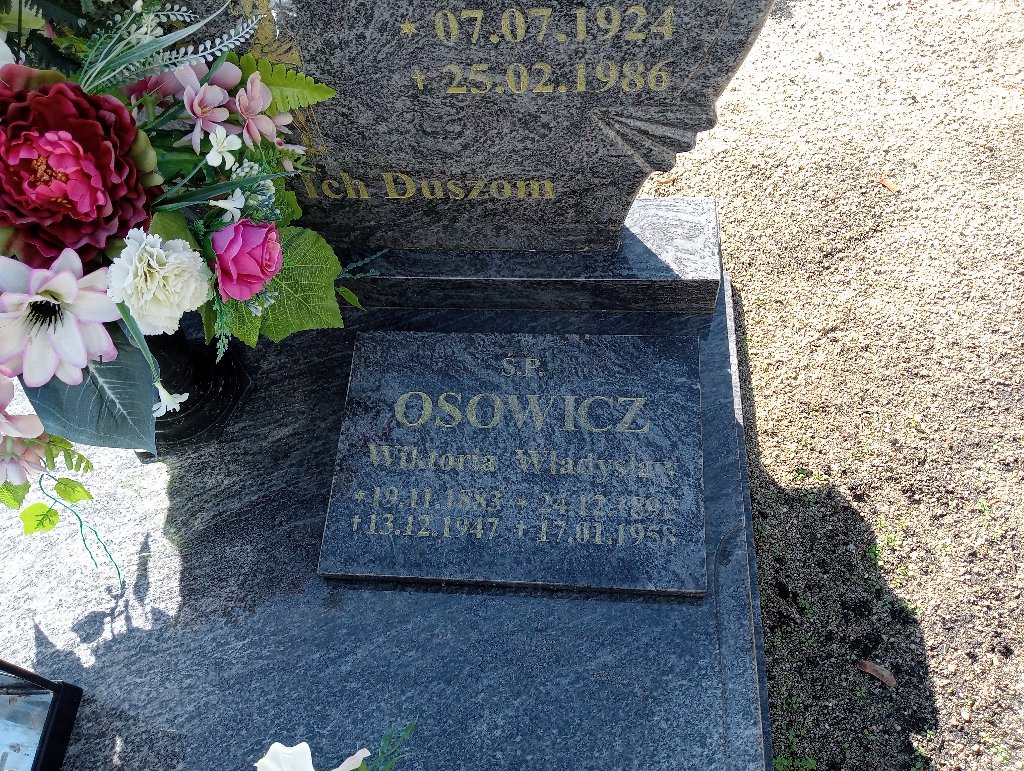 * 07.07.1924
† 25.02.1986
Ich Duszom
Ś.P.
OSOWICZ
Wiktoria Władysław
*19.11.1883 * 24.12.1892
†13.12.1947 †17.01.1958